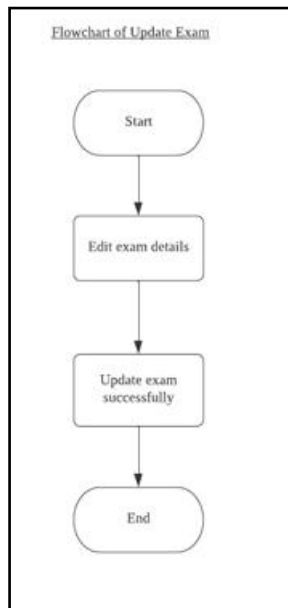 Flowchart of Update Exam
Start
Edit exam details
Update exam
successfully
End